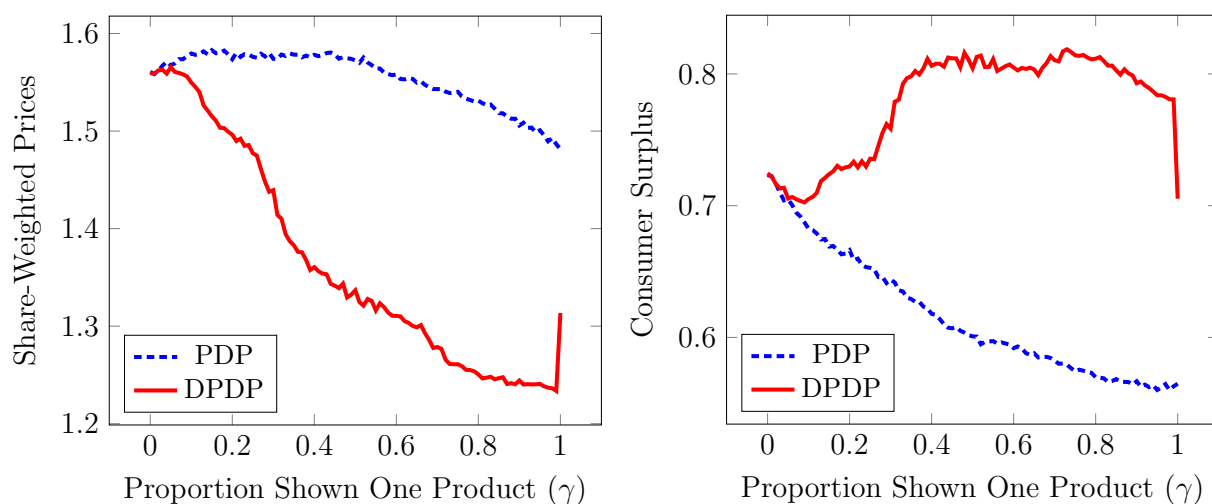 Share-Weighted Prices
1.6
1.5
1.4
1.3
1.2
0 0.2 0.4 0.6 0.8 1
Proportion Shown One Product (γ)
PDP
DPDP
Consumer Surplus
0.8
0.7
0.6
0 0.2 0.4 0.6 0.8 1
Proportion Shown One Product (γ)
PDP
DPDP